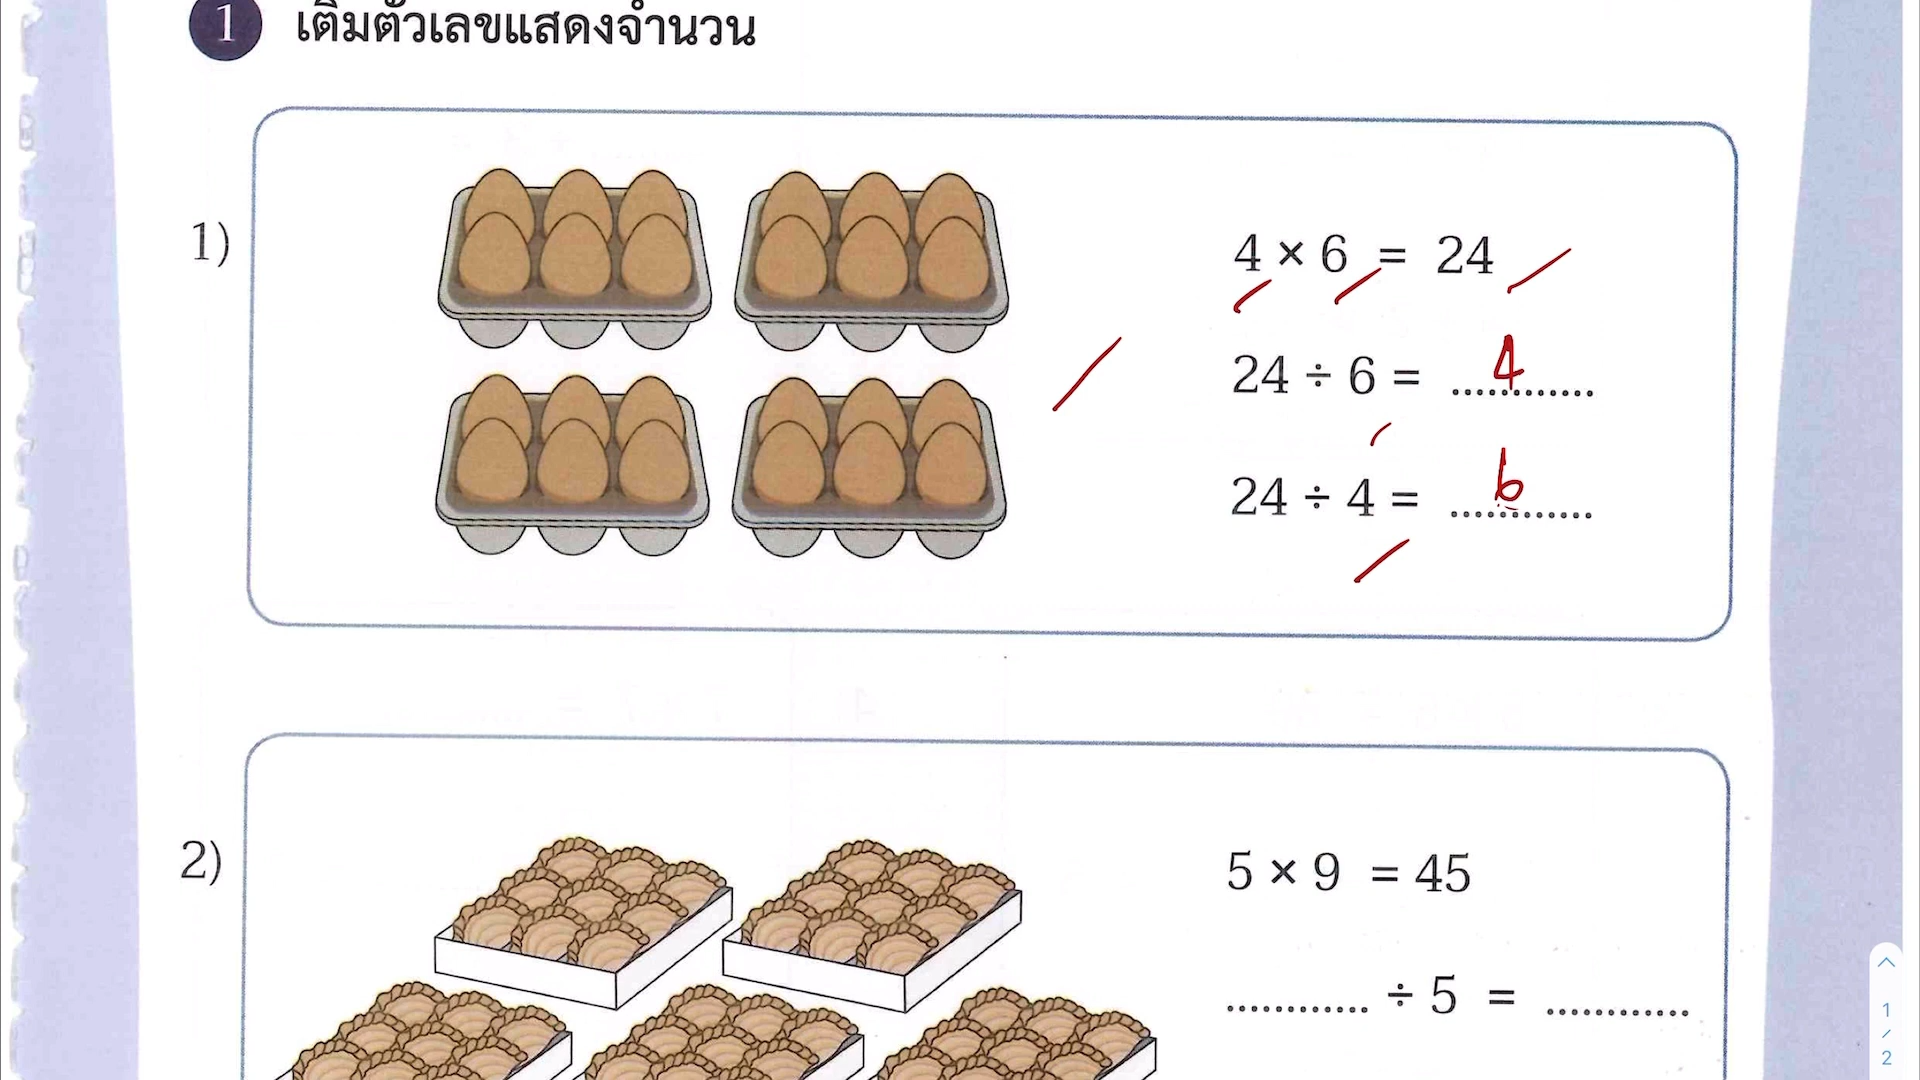 1 เติมตัวเลขแสดงจำนวน
1)
4 × 6 = 24
24 ÷ 6 = ............ 4
24 ÷ 4 = ............ 6
2)
5 × 9 = 45
............ ÷ 5 = ............
1 / 2